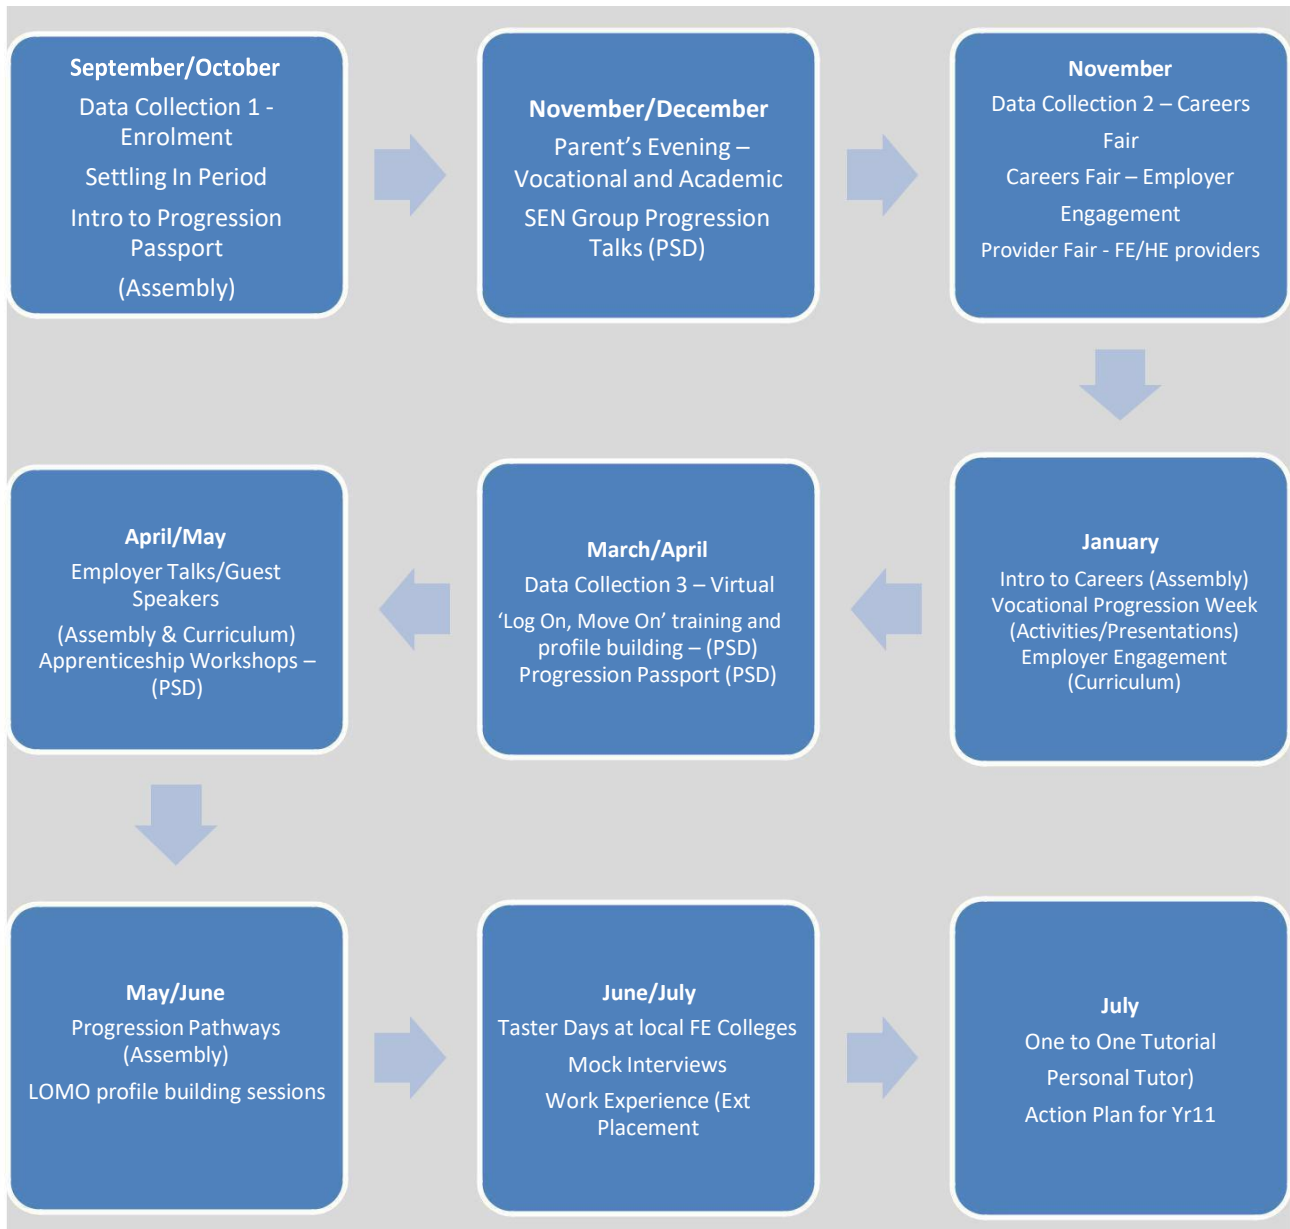 September/October
Data Collection 1 -
Enrolment
Settling In Period
Intro to Progression
Passport
(Assembly)
November/December
Parent's Evening –
Vocational and Academic
SEN Group Progression
Talks (PSD)
November
Data Collection 2 – Careers
Fair
Careers Fair – Employer
Engagement
Provider Fair - FE/HE providers
January
Intro to Careers (Assembly)
Vocational Progression Week
(Activities/Presentations)
Employer Engagement
(Curriculum)
March/April
Data Collection 3 – Virtual
‘Log On, Move On’ training and
profile building – (PSD)
Progression Passport (PSD)
April/May
Employer Talks/Guest
Speakers
(Assembly & Curriculum)
Apprenticeship Workshops –
(PSD)
May/June
Progression Pathways
(Assembly)
LOMO profile building sessions
June/July
Taster Days at local FE Colleges
Mock Interviews
Work Experience (Ext
Placement
July
One to One Tutorial
Personal Tutor)
Action Plan for Yr11